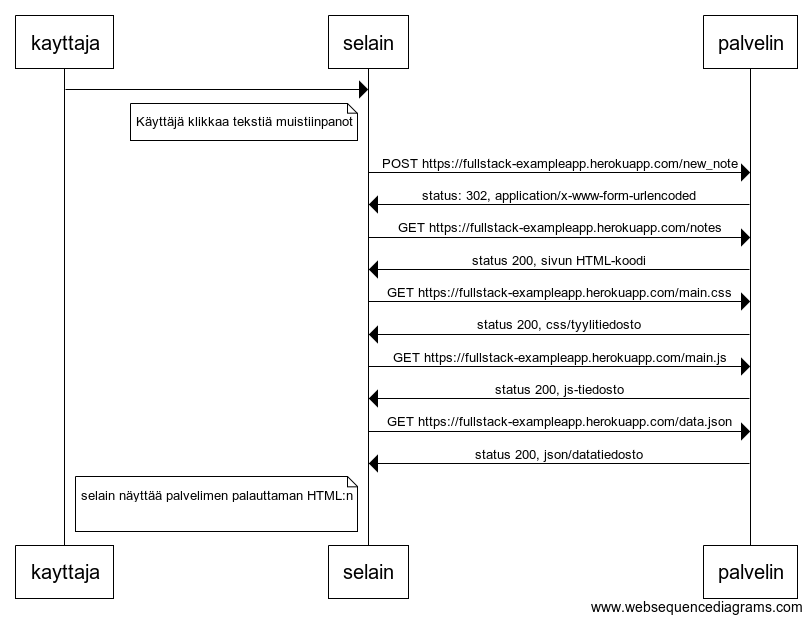 kayttaja
selain
palvelin
Käyttäjä klikkaa tekstiä muistiinpanot
POST https://fullstack-exampleapp.herokuapp.com/new_note
status: 302, application/x-www-form-urlencoded
GET https://fullstack-exampleapp.herokuapp.com/notes
status 200, sivun HTML-koodi
GET https://fullstack-exampleapp.herokuapp.com/main.css
status 200, css/tyylitiedosto
GET https://fullstack-exampleapp.herokuapp.com/main.js
status 200, js-tiedosto
GET https://fullstack-exampleapp.herokuapp.com/data.json
status 200, json/datatiedosto
selain näyttää palvelimen palauttaman HTML:n
kayttaja
selain
palvelin
www.websequencediagrams.com